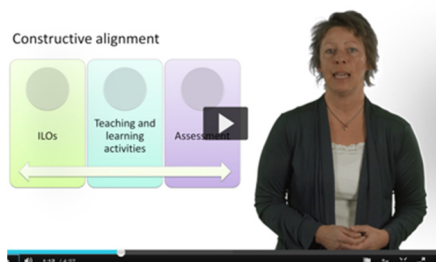 Constructive alignment
ILOs
Teaching and
learning
activities
Assessment